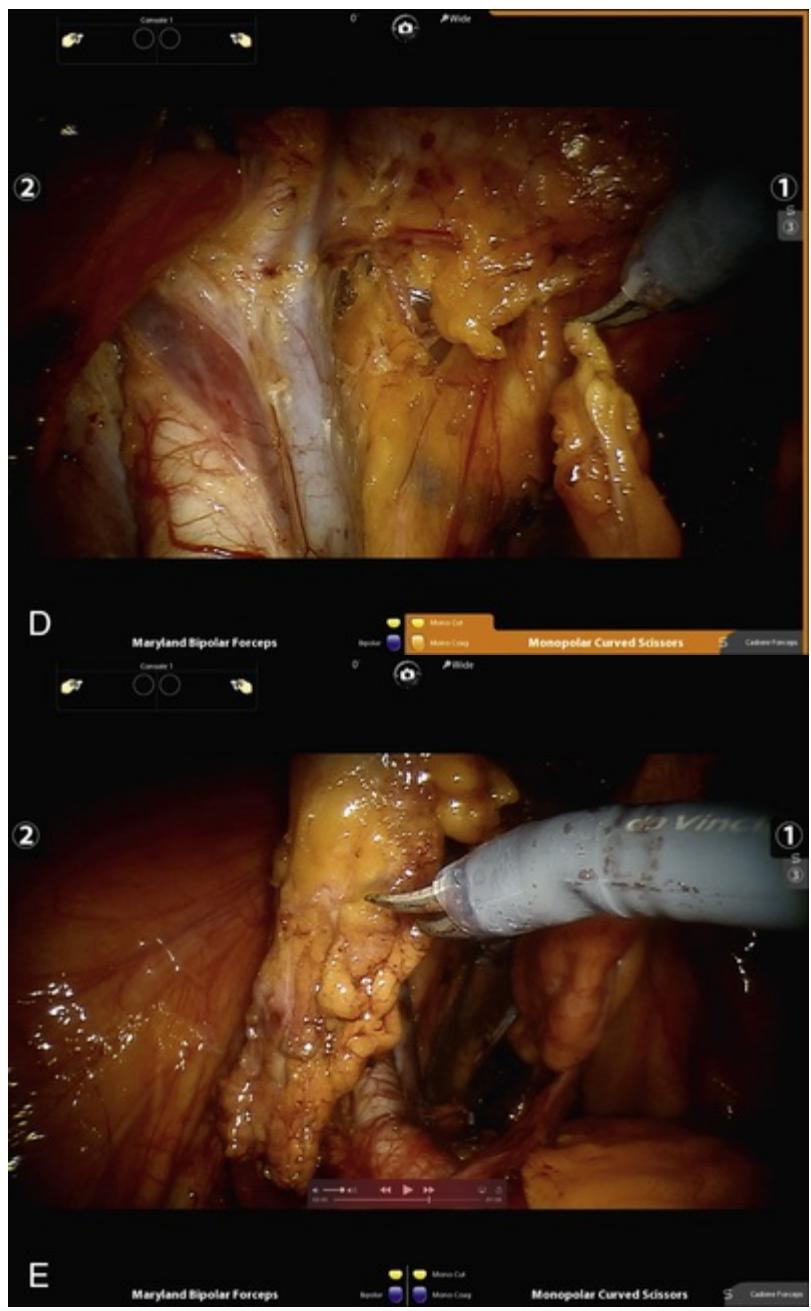 Console 1
0°
Wide
2
1
S
3
D
Mono Cut
Maryland Bipolar Forceps
Bipolar
Mono Coag
Monopolar Curved Scissors
S
Cadiere Forceps
Console 1
0°
Wide
da Vinci
2
1
S
3
E
Mono Cut
Maryland Bipolar Forceps
Bipolar
Mono Coag
Monopolar Curved Scissors
S
Cadiere Forceps